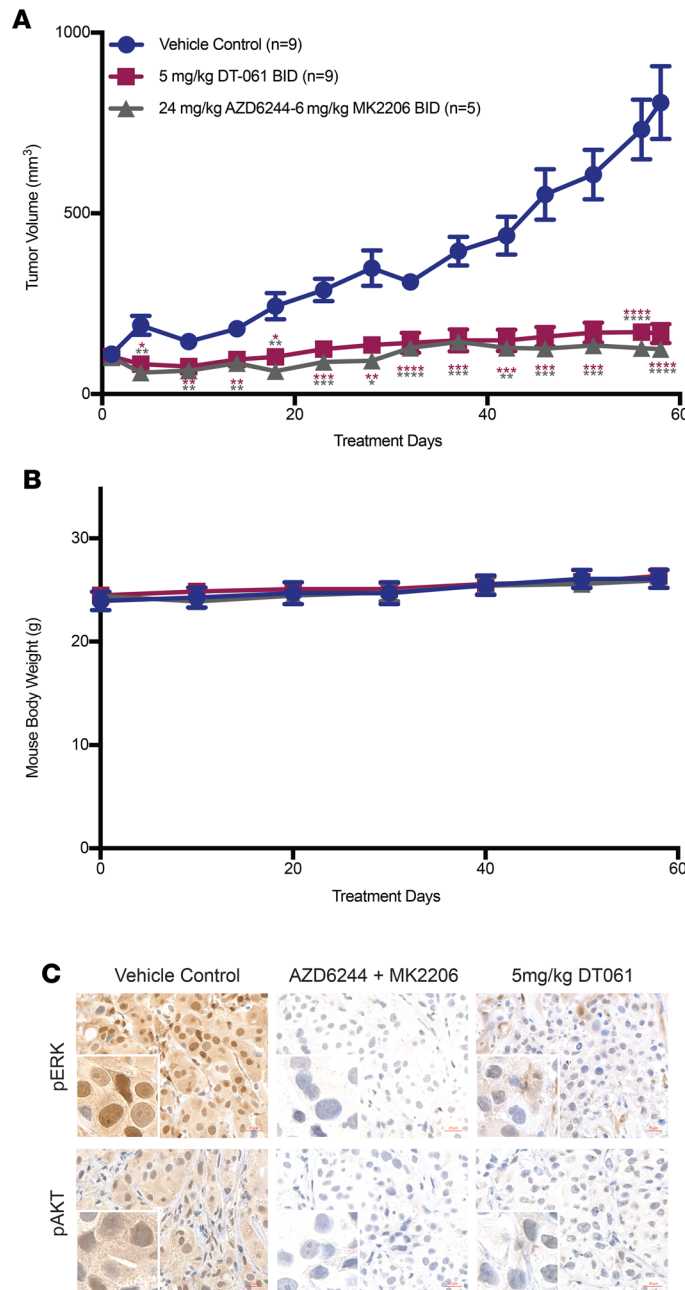 A
1000
Vehicle Control (n=9)
5 mg/kg DT-061 BID (n=9)
24 mg/kg AZD6244-6 mg/kg MK2206 BID (n=5)
Tumor Volume (mm³)
500
****
****
*
**
*
**
**
**
**
**
***
***
**
*
****
****
***
***
***
**
***
***
***
***
****
****
0
0
20
40
60
Treatment Days
B
30
Mouse Body Weight (g)
20
10
0
0
20
40
60
Treatment Days
C
Vehicle Control
AZD6244 + MK2206
5mg/kg DT061
pERK
pAKT